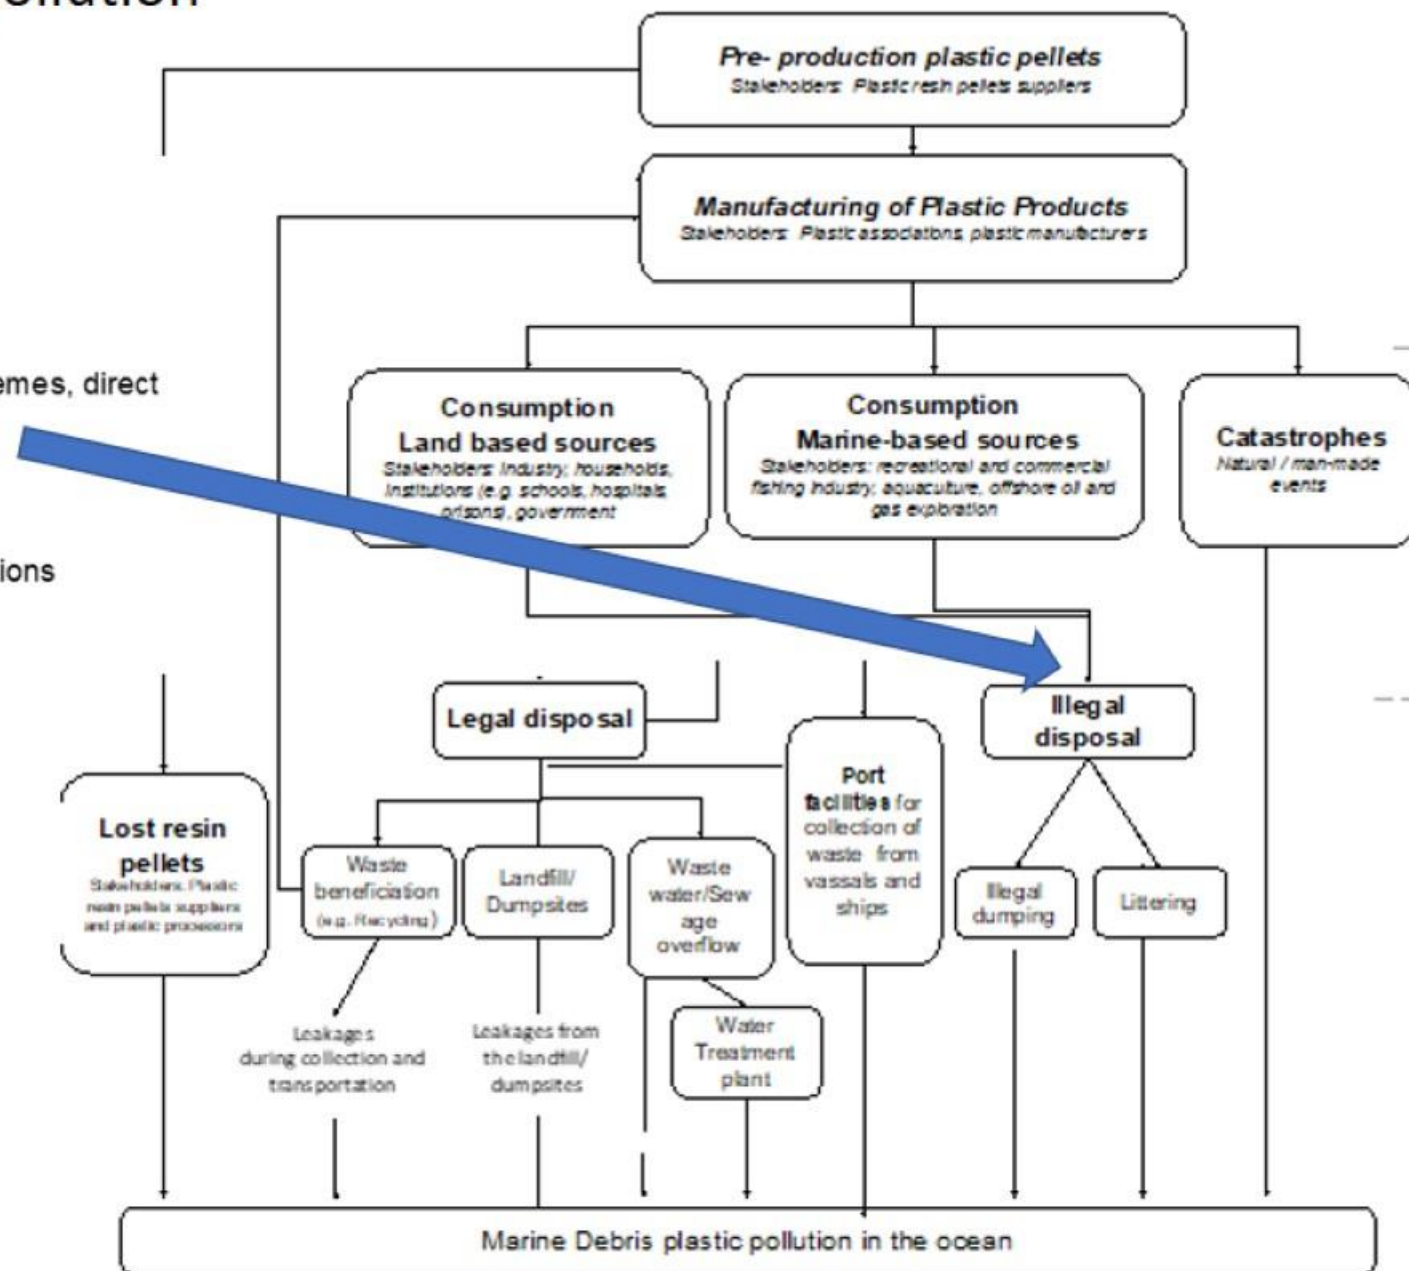 Pre- production plastic pellets
Stakeholders: Plastic resin pellets suppliers
Manufacturing of Plastic Products
Stakeholders: Plastic associations, plastic manufacturers
emes, direct
Consumption
Land based sources
Stakeholders: Industry, households,
institutions (e.g. schools, hospitals,
prisons), government
Consumption
Marine-based sources
Stakeholders: recreational and commercial
fishing industry, aquaculture, offshore oil and
gas exploration
Catastrophes
Natural / man-made
events
ions
Legal disposal
Illegal
disposal
Port
facilities for
collection of
waste from
vassals and
ships
Lost resin
pellets
Stakeholders: Plastic
resin pellets suppliers
and plastic processors
Waste
beneficiation
(e.g. Recycling)
Landfill/
Dumpsites
Waste
water/Sew
age
overflow
Illegal
dumping
Littering
Leakages
during collection and
transportation
Leakages from
the landfill/
dumpsites
Water
Treatment
plant
Marine Debris plastic pollution in the ocean